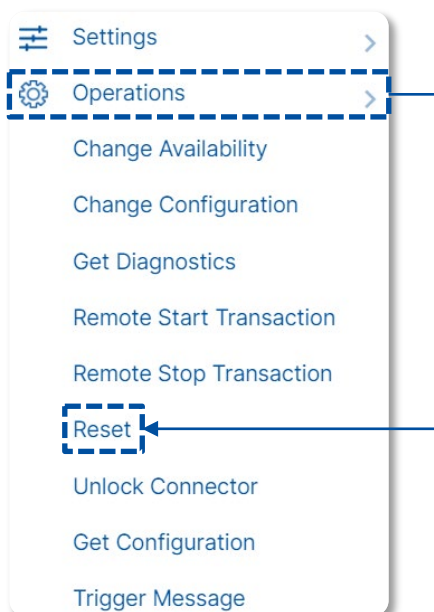 Settings
Operations
Change Availability
Change Configuration
Get Diagnostics
Remote Start Transaction
Remote Stop Transaction
Reset
Unlock Connector
Get Configuration
Trigger Message